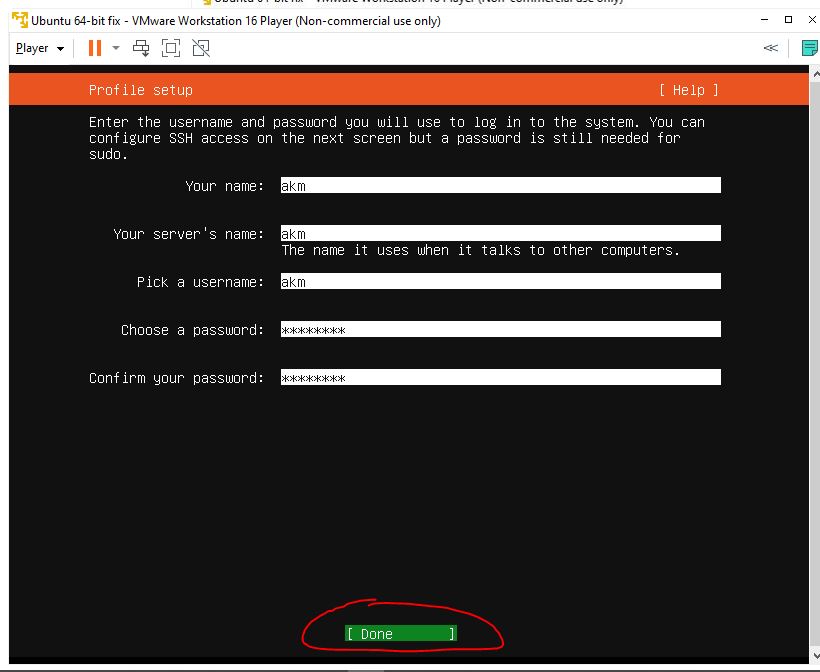 Ubuntu 64-bit fix - VMware Workstation 16 Player (Non-commercial use only)
Player
Profile setup [ Help ]
Enter the username and password you will use to log in to the system. You can
configure SSH access on the next screen but a password is still needed for
sudo.
Your name: akm
Your server's name: akm
The name it uses when it talks to other computers.
Pick a username: akm
Choose a password: ********
Confirm your password: ********
[ Done ]